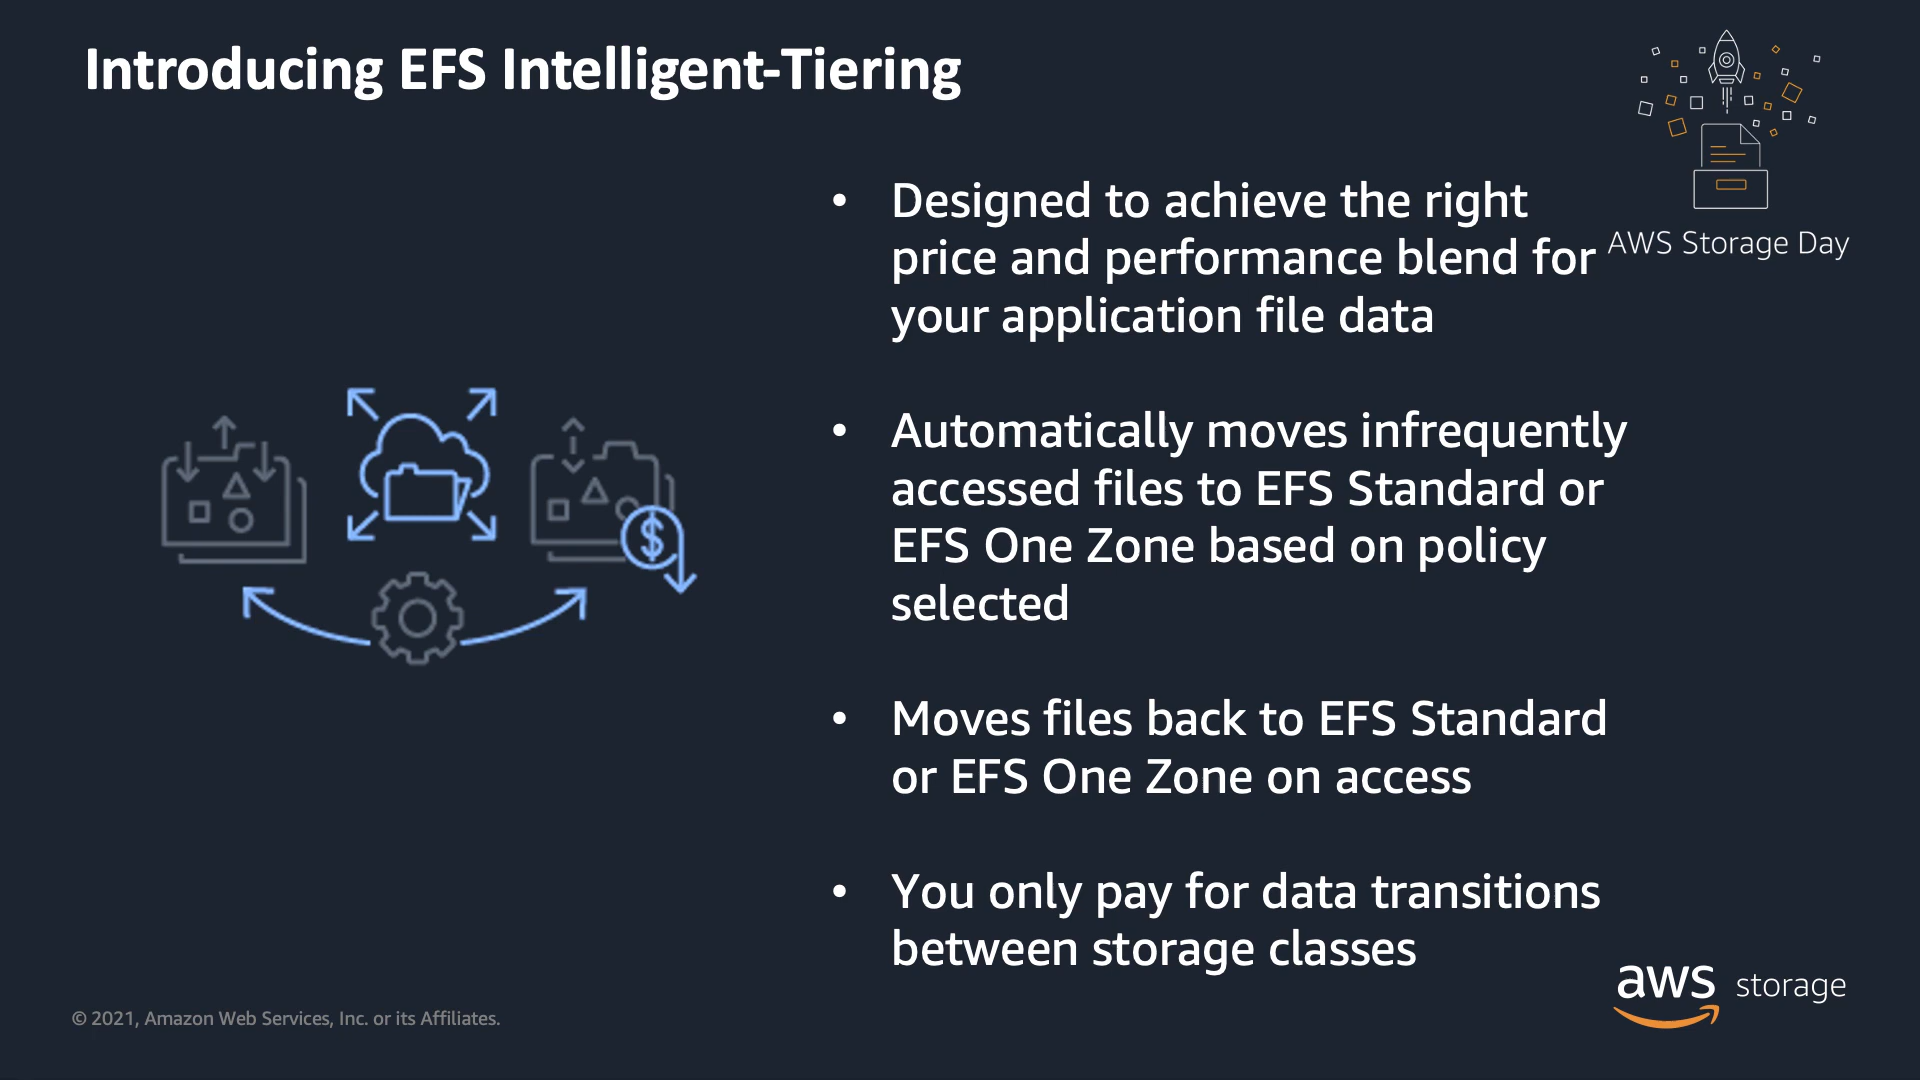 Introducing EFS Intelligent-Tiering
AWS Storage Day
• Designed to achieve the right
price and performance blend for
your application file data
• Automatically moves infrequently
accessed files to EFS Standard or
EFS One Zone based on policy
selected
• Moves files back to EFS Standard
or EFS One Zone on access
• You only pay for data transitions
between storage classes
$
aws storage
© 2021, Amazon Web Services, Inc. or its Affiliates.